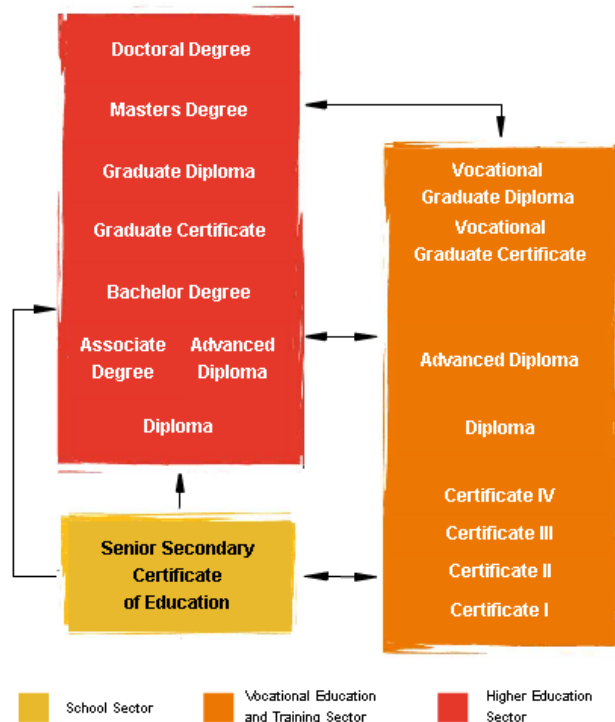 Doctoral Degree
Masters Degree
Graduate Diploma
Graduate Certificate
Bachelor Degree
Associate
Degree
Advanced
Diploma
Diploma
Senior Secondary
Certificate
of Education
Vocational
Graduate Diploma
Vocational
Graduate Certificate
Advanced Diploma
Diploma
Certificate IV
Certificate III
Certificate II
Certificate I
School Sector
Vocational Education
and Training Sector
Higher Education
Sector